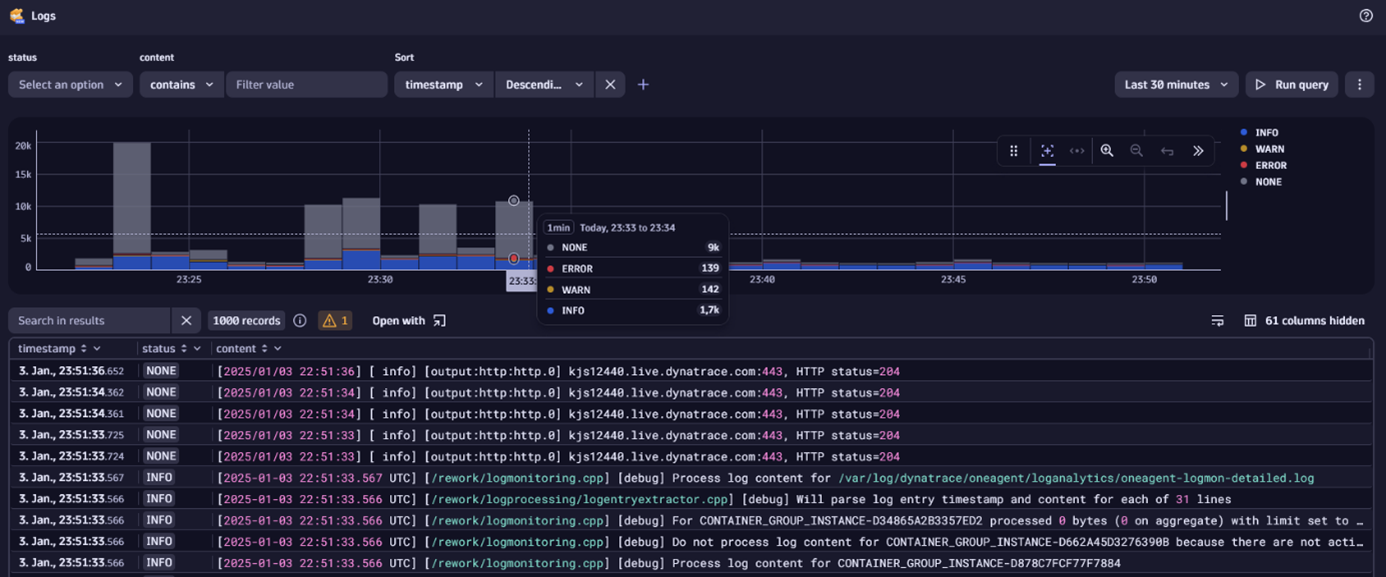 Logs
status content Sort
Select an option contains Filter value timestamp Descendi... Last 30 minutes Run query
20k
15k
10k
5k
0
INFO
WARN
ERROR
NONE
1min Today, 23:33 to 23:34
NONE 9k
ERROR 139
WARN 142
INFO 1,7k
23:25 23:30 23:33: 23:40 23:45 23:50
Search in results 1000 records 1 Open with 61 columns hidden
timestamp status content
3. Jan., 23:51:36.652 NONE [2025/01/03 22:51:36] [ info] [output:http:http.0] kjs12440.live.dynatrace.com:443, HTTP status=204
3. Jan., 23:51:34.362 NONE [2025/01/03 22:51:34] [ info] [output:http:http.0] kjs12440.live.dynatrace.com:443, HTTP status=204
3. Jan., 23:51:34.361 NONE [2025/01/03 22:51:34] [ info] [output:http:http.0] kjs12440.live.dynatrace.com:443, HTTP status=204
3. Jan., 23:51:33.725 NONE [2025/01/03 22:51:33] [ info] [output:http:http.0] kjs12440.live.dynatrace.com:443, HTTP status=204
3. Jan., 23:51:33.724 NONE [2025/01/03 22:51:33] [ info] [output:http:http.0] kjs12440.live.dynatrace.com:443, HTTP status=204
3. Jan., 23:51:33.567 INFO [2025-01-03 22:51:33.567 UTC] [/rework/logmonitoring.cpp] [debug] Process log content for /var/log/dynatrace/oneagent/loganalytics/oneagent-logmon-detailed.log
3. Jan., 23:51:33.566 INFO [2025-01-03 22:51:33.566 UTC] [/rework/logprocessing/logentryextractor.cpp] [debug] Will parse log entry timestamp and content for each of 31 lines
3. Jan., 23:51:33.566 INFO [2025-01-03 22:51:33.566 UTC] [/rework/logmonitoring.cpp] [debug] For CONTAINER_GROUP_INSTANCE-D34865A2B3357ED2 processed 0 bytes (0 on aggregate) with limit set to …
3. Jan., 23:51:33.566 INFO [2025-01-03 22:51:33.566 UTC] [/rework/logmonitoring.cpp] [debug] Do not process log content for CONTAINER_GROUP_INSTANCE-D662A45D3276390B because there are not acti…
3. Jan., 23:51:33.566 INFO [2025-01-03 22:51:33.566 UTC] [/rework/logmonitoring.cpp] [debug] Process log content for CONTAINER_GROUP_INSTANCE-D878C7FCF77F7884